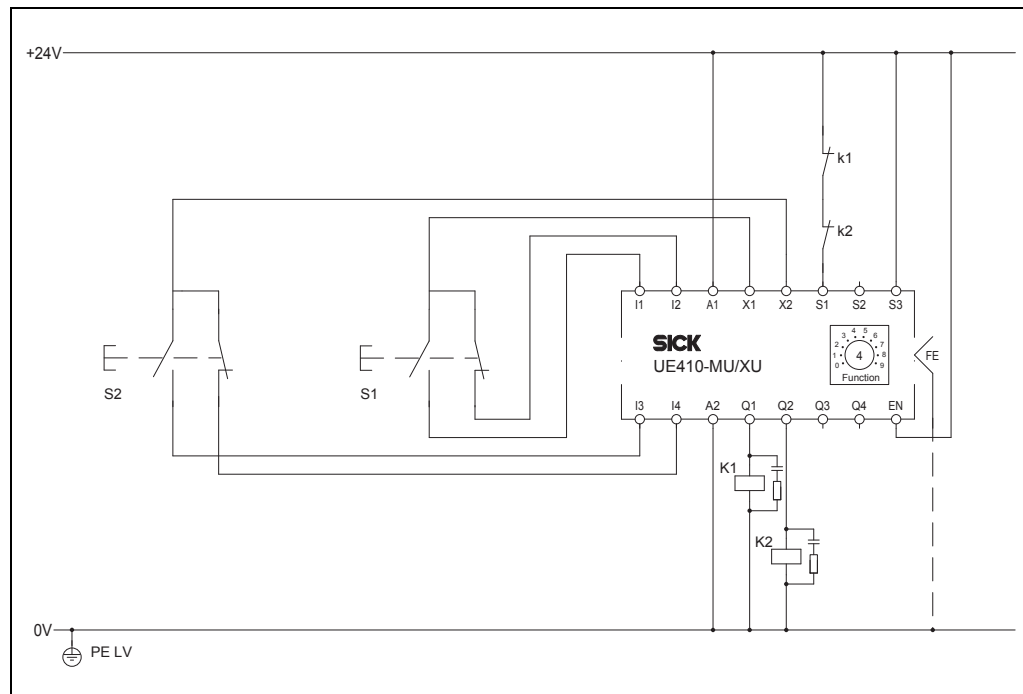 +24V
k1
k2
I1 I2 A1 X1 X2 S1 S2 S3
SICK
UE410-MU/XU
0 1 2 3 4 5 6 7 8 9
4
Function
FE
S2
S1
I3 I4 A2 Q1 Q2 Q3 Q4 EN
K1
K2
0V
PE LV